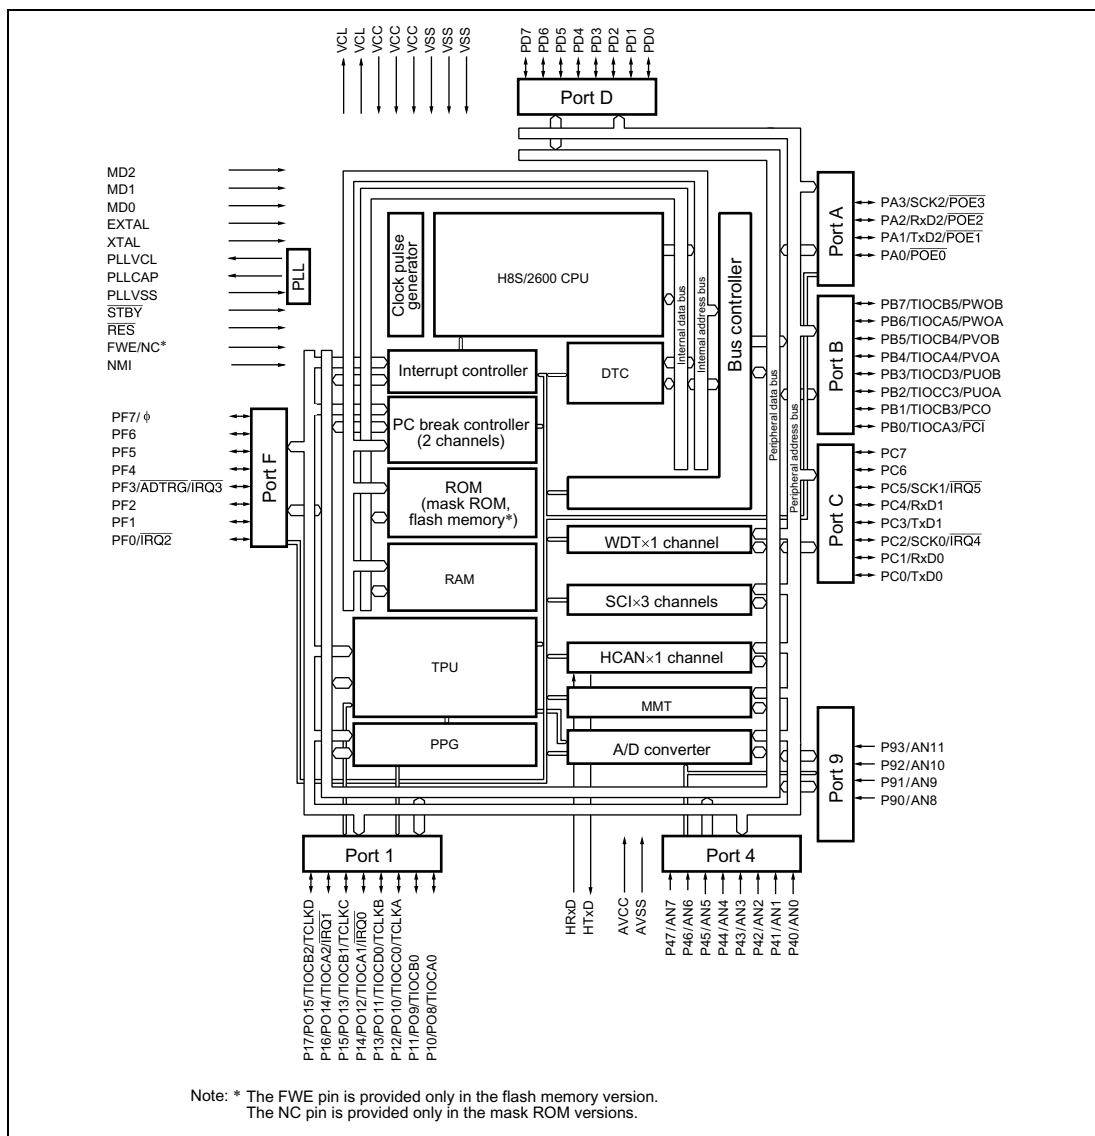 VCL
VCL
VCC
VCC
VCC
VSS
VSS
VSS
PD7
PD6
PD5
PD4
PD3
PD2
PD1
PD0
Port D
MD2
MD1
MD0
EXTAL
XTAL
PLLVCL
PLLCAP
PLLVSS
STBY
RES
FWE/NC*
NMI
PLL
Clock pulse
generator
H8S/2600 CPU
Interrupt controller
PC break controller
(2 channels)
ROM
(mask ROM,
flash memory*)
RAM
TPU
PPG
DTC
Internal data bus
Internal address bus
Bus controller
Peripheral data bus
Peripheral address bus
WDT×1 channel
SCI×3 channels
HCAN×1 channel
MMT
A/D converter
Port A
PA3/SCK2/POE3
PA2/RxD2/POE2
PA1/TxD2/POE1
PA0/POE0
Port B
PB7/TIOCB5/PWOB
PB6/TIOCA5/PWOA
PB5/TIOCB4/PVOB
PB4/TIOCA4/PVOA
PB3/TIOCD3/PUOB
PB2/TIOCC3/PUOA
PB1/TIOCB3/PCO
PB0/TIOCA3/PCI
Port C
PC7
PC6
PC5/SCK1/IRQ5
PC4/RxD1
PC3/TxD1
PC2/SCK0/IRQ4
PC1/RxD0
PC0/TxD0
PF7/ϕ
PF6
PF5
PF4
PF3/ADTRG/IRQ3
PF2
PF1
PF0/IRQ2
Port F
Port 9
P93/AN11
P92/AN10
P91/AN9
P90/AN8
Port 1
Port 4
P17/PO15/TIOCB2/TCLKD
P16/PO14/TIOCA2/IRQ1
P15/PO13/TIOCB1/TCLKC
P14/PO12/TIOCA1/IRQ0
P13/PO11/TIOCD0/TCLKB
P12/PO10/TIOCC0/TCLKA
P11/PO9/TIOCB0
P10/PO8/TIOCA0
HRxD
HTxD
AVCC
AVSS
P47/AN7
P46/AN6
P45/AN5
P44/AN4
P43/AN3
P42/AN2
P41/AN1
P40/AN0
Note: * The FWE pin is provided only in the flash memory version.
The NC pin is provided only in the mask ROM versions.